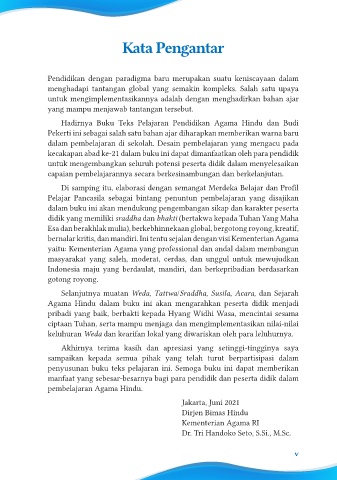 Kata Pengantar
Pendidikan dengan paradigma baru merupakan suatu keniscayaan dalam
menghadapi tantangan global yang semakin kompleks. Salah satu upaya
untuk mengimplementasikannya adalah dengan menghadirkan bahan ajar
yang mampu menjawab tantangan tersebut.
Hadirnya Buku Teks Pelajaran Pendidikan Agama Hindu dan Budi
Pekerti ini sebagai salah satu bahan ajar diharapkan memberikan warna baru
dalam pembelajaran di sekolah. Desain pembelajaran yang mengacu pada
kecakapan abad ke-21 dalam buku ini dapat dimanfaatkan oleh para pendidik
untuk mengembangkan seluruh potensi peserta didik dalam menyelesaikan
capaian pembelajarannya secara berkesinambungan dan berkelanjutan.
Di samping itu, elaborasi dengan semangat Merdeka Belajar dan Profil
Pelajar Pancasila sebagai bintang penuntun pembelajaran yang disajikan
dalam buku ini akan mendukung pengembangan sikap dan karakter peserta
didik yang memiliki sraddha dan bhakti (bertakwa kepada Tuhan Yang Maha
Esa dan berakhlak mulia), berkebhinnekaan global, bergotong royong, kreatif,
bernalar kritis, dan mandiri. Ini tentu sejalan dengan visi Kementerian Agama
yaitu: Kementerian Agama yang professional dan andal dalam membangun
masyarakat yang saleh, moderat, cerdas, dan unggul untuk mewujudkan
Indonesia maju yang berdaulat, mandiri, dan berkepribadian berdasarkan
gotong royong.
Selanjutnya muatan Weda, Tattwa/Sraddha, Susila, Acara, dan Sejarah
Agama Hindu dalam buku ini akan mengarahkan peserta didik menjadi
pribadi yang baik, berbakti kepada Hyang Widhi Wasa, mencintai sesama
ciptaan Tuhan, serta mampu menjaga dan mengimplementasikan nilai-nilai
keluhuran Weda dan kearifan lokal yang diwariskan oleh para leluhurnya.
Akhirnya terima kasih dan apresiasi yang setinggi-tingginya saya
sampaikan kepada semua pihak yang telah turut berpartisipasi dalam
penyusunan buku teks pelajaran ini. Semoga buku ini dapat memberikan
manfaat yang sebesar-besarnya bagi para pendidik dan peserta didik dalam
pembelajaran Agama Hindu.
Jakarta, Juni 2021
Dirjen Bimas Hindu
Kementerian Agama RI
Dr. Tri Handoko Seto, S.Si., M.Sc.
v